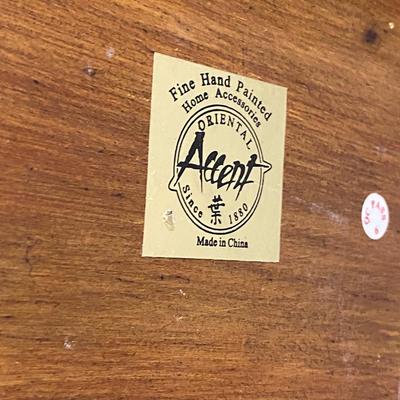 Fine Hand Painted
Home Accessories
ORIENTAL
Accent
葉
Since 1880
Made in China